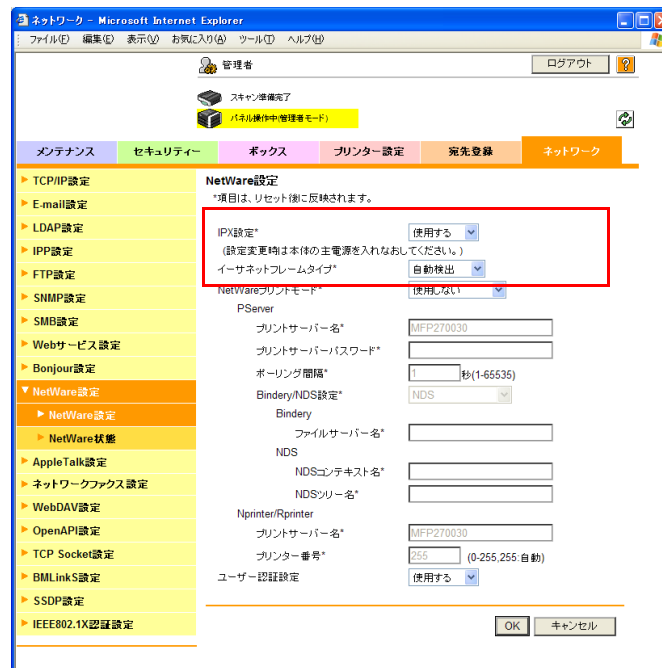 ネットワーク - Microsoft Internet Explorer
ファイル(F) 編集(E) 表示(V) お気に入り(A) ツール(T) ヘルプ(H)
管理者
ログアウト
?
スキャン準備完了
パネル操作中(管理者モード)
メンテナンス
セキュリティー
ボックス
プリンター設定
宛先登録
ネットワーク
TCP/IP設定
E-mail設定
LDAP設定
IPP設定
FTP設定
SNMP設定
SMB設定
Webサービス設定
Bonjour設定
NetWare設定
NetWare設定
NetWare状態
AppleTalk設定
ネットワークファクス設定
WebDAV設定
OpenAPI設定
TCP Socket設定
BMLinkS設定
SSDP設定
IEEE802.1X認証設定
NetWare設定
*項目は、リセット後に反映されます。
IPX設定* 使用する
(設定変更時は本体の主電源を入れなおしてください。)
イーサネットフレームタイプ* 自動検出
NetWareプリントモード* 使用しない
PServer
プリントサーバー名* MFP270030
プリントサーバーパスワード*
ポーリング間隔* 1 秒(1-65535)
Bindery/NDS設定* NDS
Bindery
ファイルサーバー名*
NDS
NDSコンテキスト名*
NDSツリー名*
Nprinter/Rprinter
プリントサーバー名* MFP270030
プリンター番号* 255 (0-255,255:自動)
ユーザー認証設定 使用する
OK キャンセル